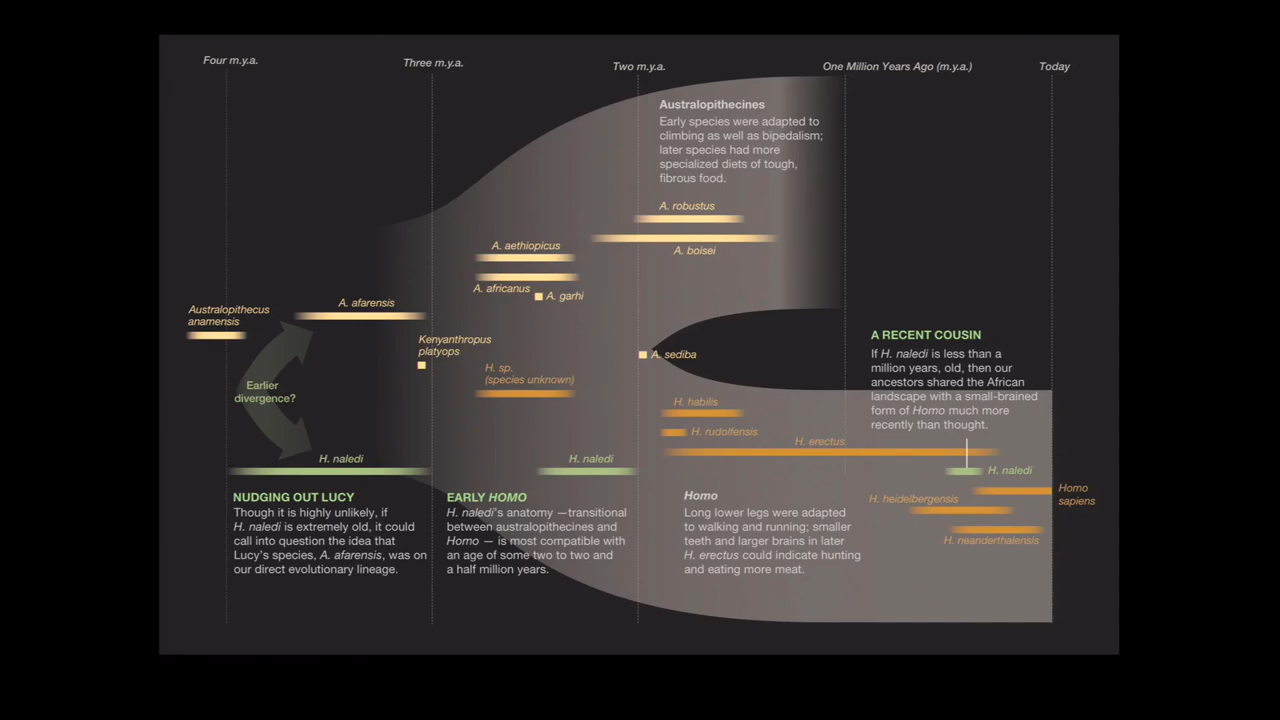 Four m.y.a.
Three m.y.a.
Two m.y.a.
One Million Years Ago (m.y.a.)
Today
Australopithecines
Early species were adapted to
climbing as well as bipedalism;
later species had more
specialized diets of tough,
fibrous food.
A. robustus
A. boisei
A. aethiopicus
A. africanus
A. garhi
A. afarensis
Australopithecus
anamensis
Kenyanthropus
platyops
A. sediba
H. sp.
(species unknown)
Earlier
divergence?
A RECENT COUSIN
If H. naledi is less than a
million years, old, then our
ancestors shared the African
landscape with a small-brained
form of Homo much more
recently than thought.
H. habilis
H. rudolfensis
H. erectus
H. naledi
H. naledi
H. naledi
Homo
sapiens
H. heidelbergensis
H. neanderthalensis
NUDGING OUT LUCY
Though it is highly unlikely, if
H. naledi is extremely old, it could
call into question the idea that
Lucy's species, A. afarensis, was on
our direct evolutionary lineage.
EARLY HOMO
H. naledi's anatomy —transitional
between australopithecines and
Homo — is most compatible with
an age of some two to two and
a half million years.
Homo
Long lower legs were adapted
to walking and running; smaller
teeth and larger brains in later
H. erectus could indicate hunting
and eating more meat.